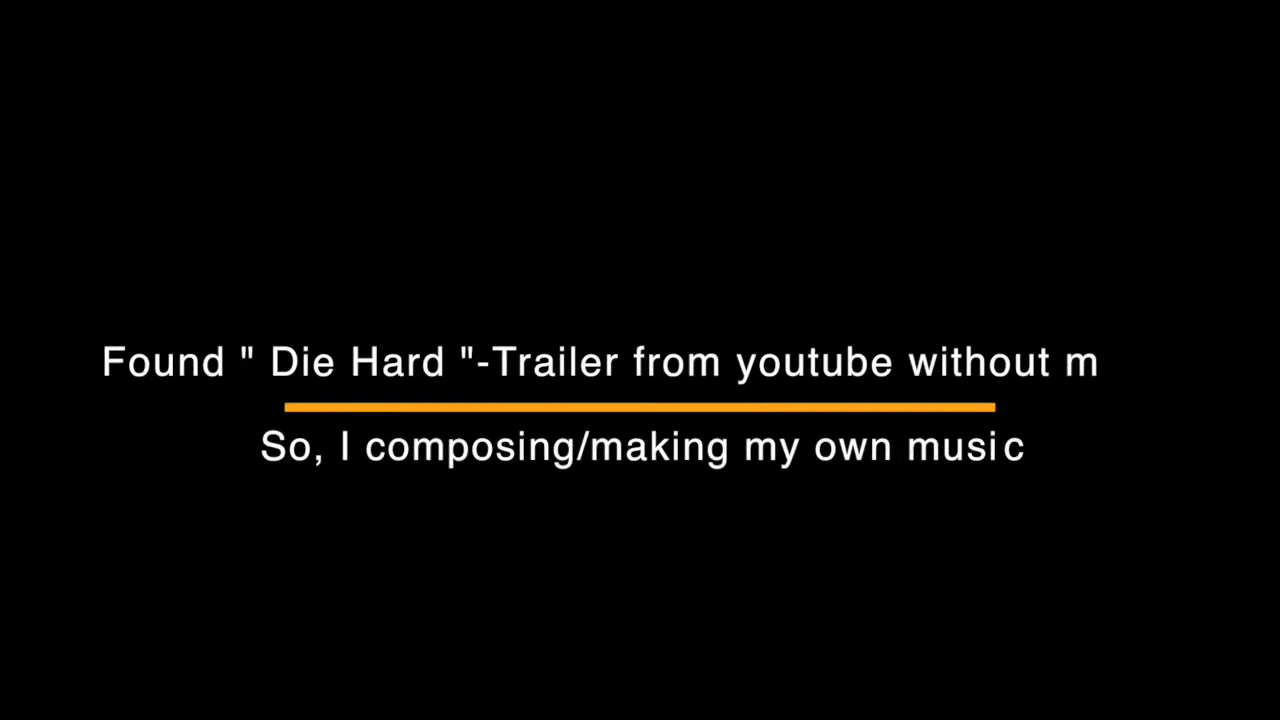 Found " Die Hard "-Trailer from youtube without m
So, I composing/making my own music